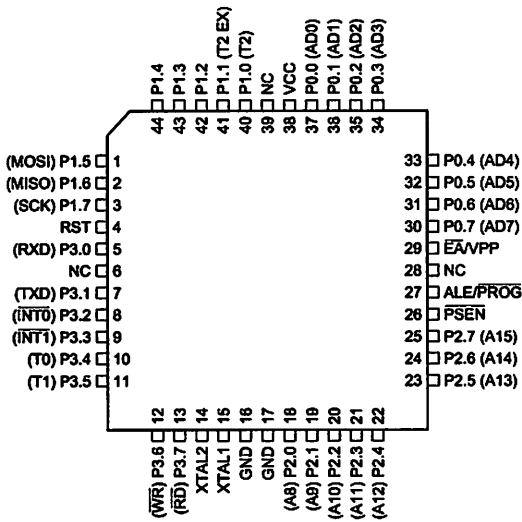 P1.4
P1.3
P1.2
P1.1 (T2 EX)
P1.0 (T2)
NC
VCC
P0.0 (AD0)
P0.1 (AD1)
P0.2 (AD2)
P0.3 (AD3)
44
43
42
41
40
39
38
37
36
35
34
(MOSI) P1.5 1
(MISO) P1.6 2
(SCK) P1.7 3
RST 4
(RXD) P3.0 5
NC 6
(TXD) P3.1 7
(I̅N̅T̅0̅) P3.2 8
(I̅N̅T̅1̅) P3.3 9
(T0) P3.4 10
(T1) P3.5 11
33 P0.4 (AD4)
32 P0.5 (AD5)
31 P0.6 (AD6)
30 P0.7 (AD7)
29 E̅A̅/VPP
28 NC
27 ALE/P̅R̅O̅G̅
26 P̅S̅E̅N̅
25 P2.7 (A15)
24 P2.6 (A14)
23 P2.5 (A13)
12
13
14
15
16
17
18
19
20
21
22
(W̅R̅) P3.6
(R̅D̅) P3.7
XTAL2
XTAL1
GND
GND
(A8) P2.0
(A9) P2.1
(A10) P2.2
(A11) P2.3
(A12) P2.4